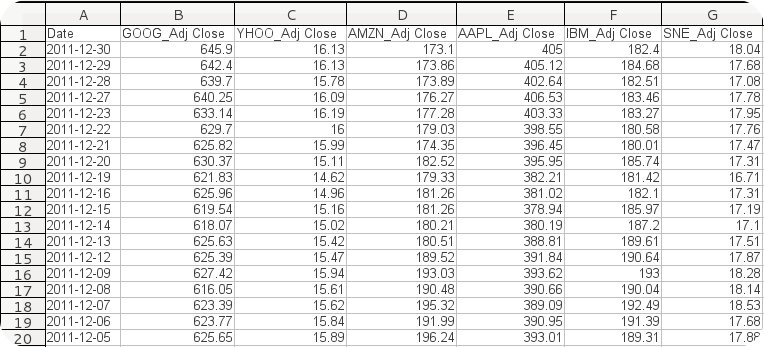 A B C D E F G
1 Date GOOG_Adj Close YHOO_Adj Close AMZN_Adj Close AAPL_Adj Close IBM_Adj Close SNE_Adj Close
2 2011-12-30 645.9 16.13 173.1 405 182.4 18.04
3 2011-12-29 642.4 16.13 173.86 405.12 184.68 17.68
4 2011-12-28 639.7 15.78 173.89 402.64 182.51 17.08
5 2011-12-27 640.25 16.09 176.27 406.53 183.46 17.78
6 2011-12-23 633.14 16.19 177.28 403.33 183.27 17.95
7 2011-12-22 629.7 16 179.03 398.55 180.58 17.76
8 2011-12-21 625.82 15.99 174.35 396.45 180.01 17.47
9 2011-12-20 630.37 15.11 182.52 395.95 185.74 17.31
10 2011-12-19 621.83 14.62 179.33 382.21 181.42 16.71
11 2011-12-16 625.96 14.96 181.26 381.02 182.1 17.31
12 2011-12-15 619.54 15.16 181.26 378.94 185.97 17.19
13 2011-12-14 618.07 15.02 180.21 380.19 187.2 17.1
14 2011-12-13 625.63 15.42 180.51 388.81 189.61 17.51
15 2011-12-12 625.39 15.47 189.52 391.84 190.64 17.87
16 2011-12-09 627.42 15.94 193.03 393.62 193 18.28
17 2011-12-08 616.05 15.61 190.48 390.66 190.04 18.14
18 2011-12-07 623.39 15.62 195.32 389.09 192.49 18.53
19 2011-12-06 623.77 15.84 191.99 390.95 191.39 17.68
20 2011-12-05 625.65 15.89 196.24 393.01 189.31